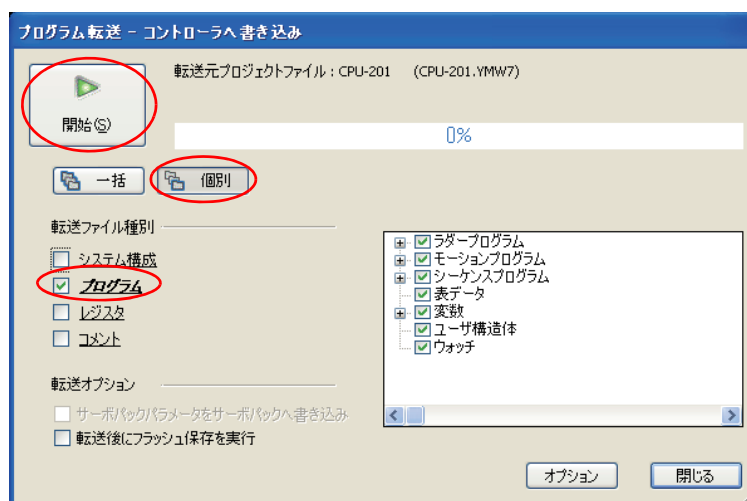 プログラム転送 - コントローラへ書き込み
転送元プロジェクトファイル : CPU-201 (CPU-201.YMW7)
開始(S)
0%
一括
個別
転送ファイル種別
システム構成
プログラム
レジスタ
コメント
ラダープログラム
モーションプログラム
シーケンスプログラム
表データ
変数
ユーザ構造体
ウォッチ
転送オプション
サーボパックパラメータをサーボパックへ書き込み
転送後にフラッシュ保存を実行
オプション
閉じる